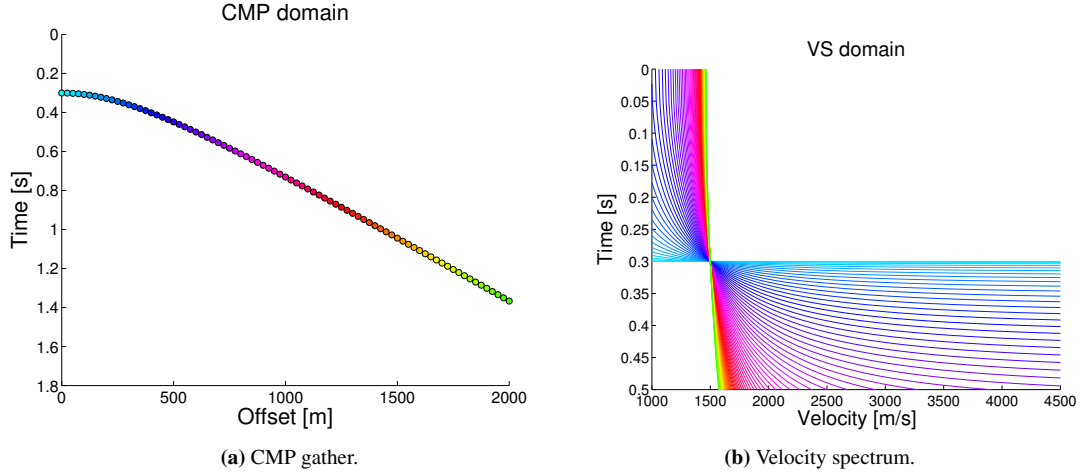 CMP domain
0
0.2
0.4
0.6
0.8
1
1.2
1.4
1.6
1.8
Time [s]
0 500 1000 1500 2000
Offset [m]
(a) CMP gather.
VS domain
0
0.05
0.1
0.15
0.2
0.25
0.3
0.35
0.4
0.45
0.5
Time [s]
1000 1500 2000 2500 3000 3500 4000 4500
Velocity [m/s]
(b) Velocity spectrum.